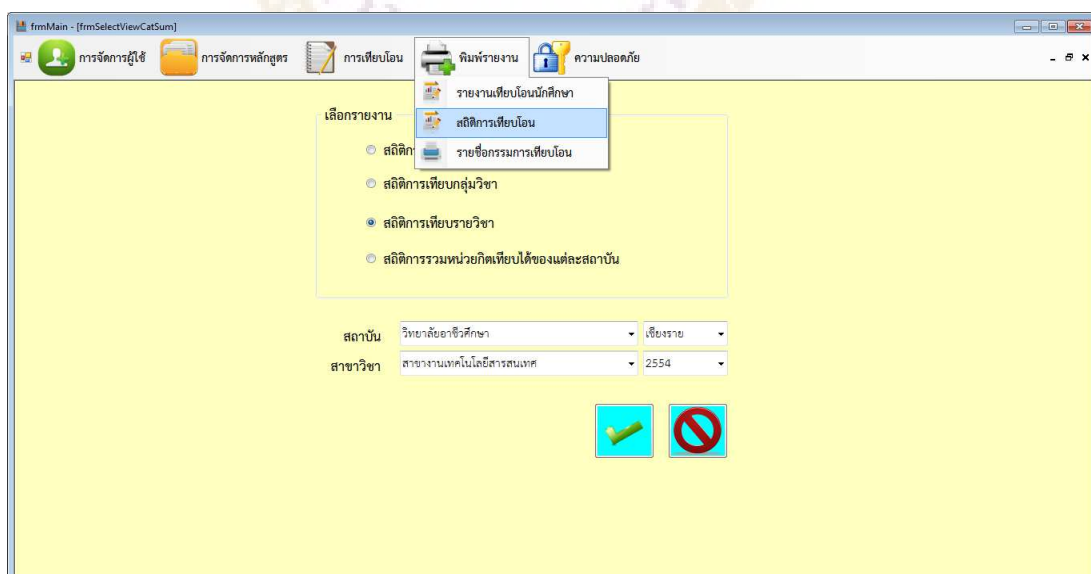 frmMain - [frmSelectViewCatSum]
การจัดการผู้ใช้ การจัดการหลักสูตร การเทียบโอน พิมพ์รายงาน ความปลอดภัย
รายงานเทียบโอนนักศึกษา
สถิติการเทียบโอน
รายชื่อกรรมการเทียบโอน
เลือกรายงาน
สถิติการเทียบกลุ่มวิชา
สถิติการเทียบรายวิชา
สถิติการรวมหน่วยกิตเทียบได้ของแต่ละสถาบัน
สถาบัน วิทยาลัยอาชีวศึกษา เชียงราย
สาขาวิชา สาขางานเทคโนโลยีสารสนเทศ 2554